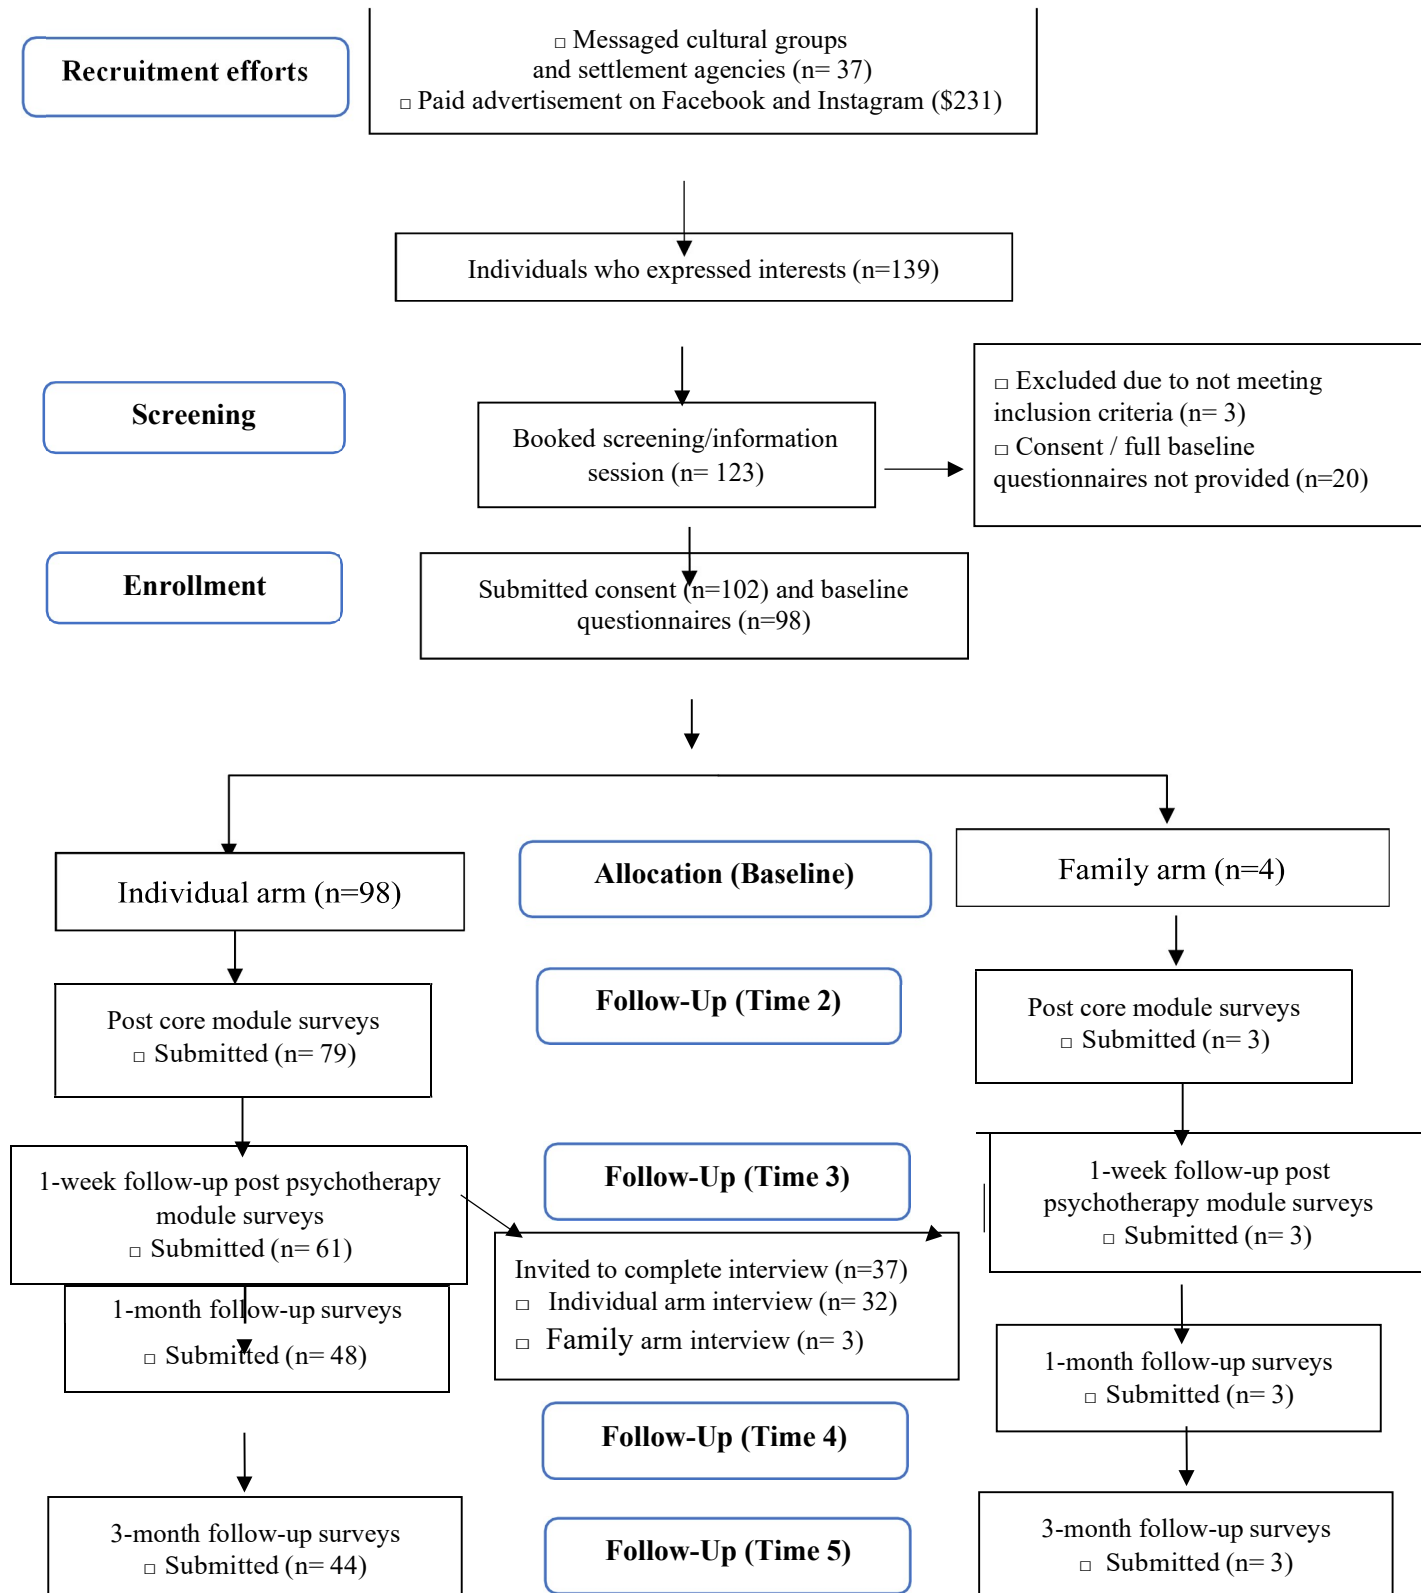 Recruitment efforts
□ Messaged cultural groups
and settlement agencies (n= 37)
□ Paid advertisement on Facebook and Instagram ($231)
Individuals who expressed interests (n=139)
Screening
Booked screening/information
session (n= 123)
□ Excluded due to not meeting
inclusion criteria (n= 3)
□ Consent / full baseline
questionnaires not provided (n=20)
Enrollment
Submitted consent (n=102) and baseline
questionnaires (n=98)
Allocation (Baseline)
Individual arm (n=98)
Family arm (n=4)
Follow-Up (Time 2)
Post core module surveys
□ Submitted (n= 79)
Post core module surveys
□ Submitted (n= 3)
Follow-Up (Time 3)
1-week follow-up post psychotherapy
module surveys
□ Submitted (n= 61)
1-week follow-up post
psychotherapy module surveys
□ Submitted (n= 3)
Invited to complete interview (n=37)
□ Individual arm interview (n= 32)
□ Family arm interview (n= 3)
1-month follow-up surveys
□ Submitted (n= 48)
1-month follow-up surveys
□ Submitted (n= 3)
Follow-Up (Time 4)
3-month follow-up surveys
□ Submitted (n= 44)
Follow-Up (Time 5)
3-month follow-up surveys
□ Submitted (n= 3)